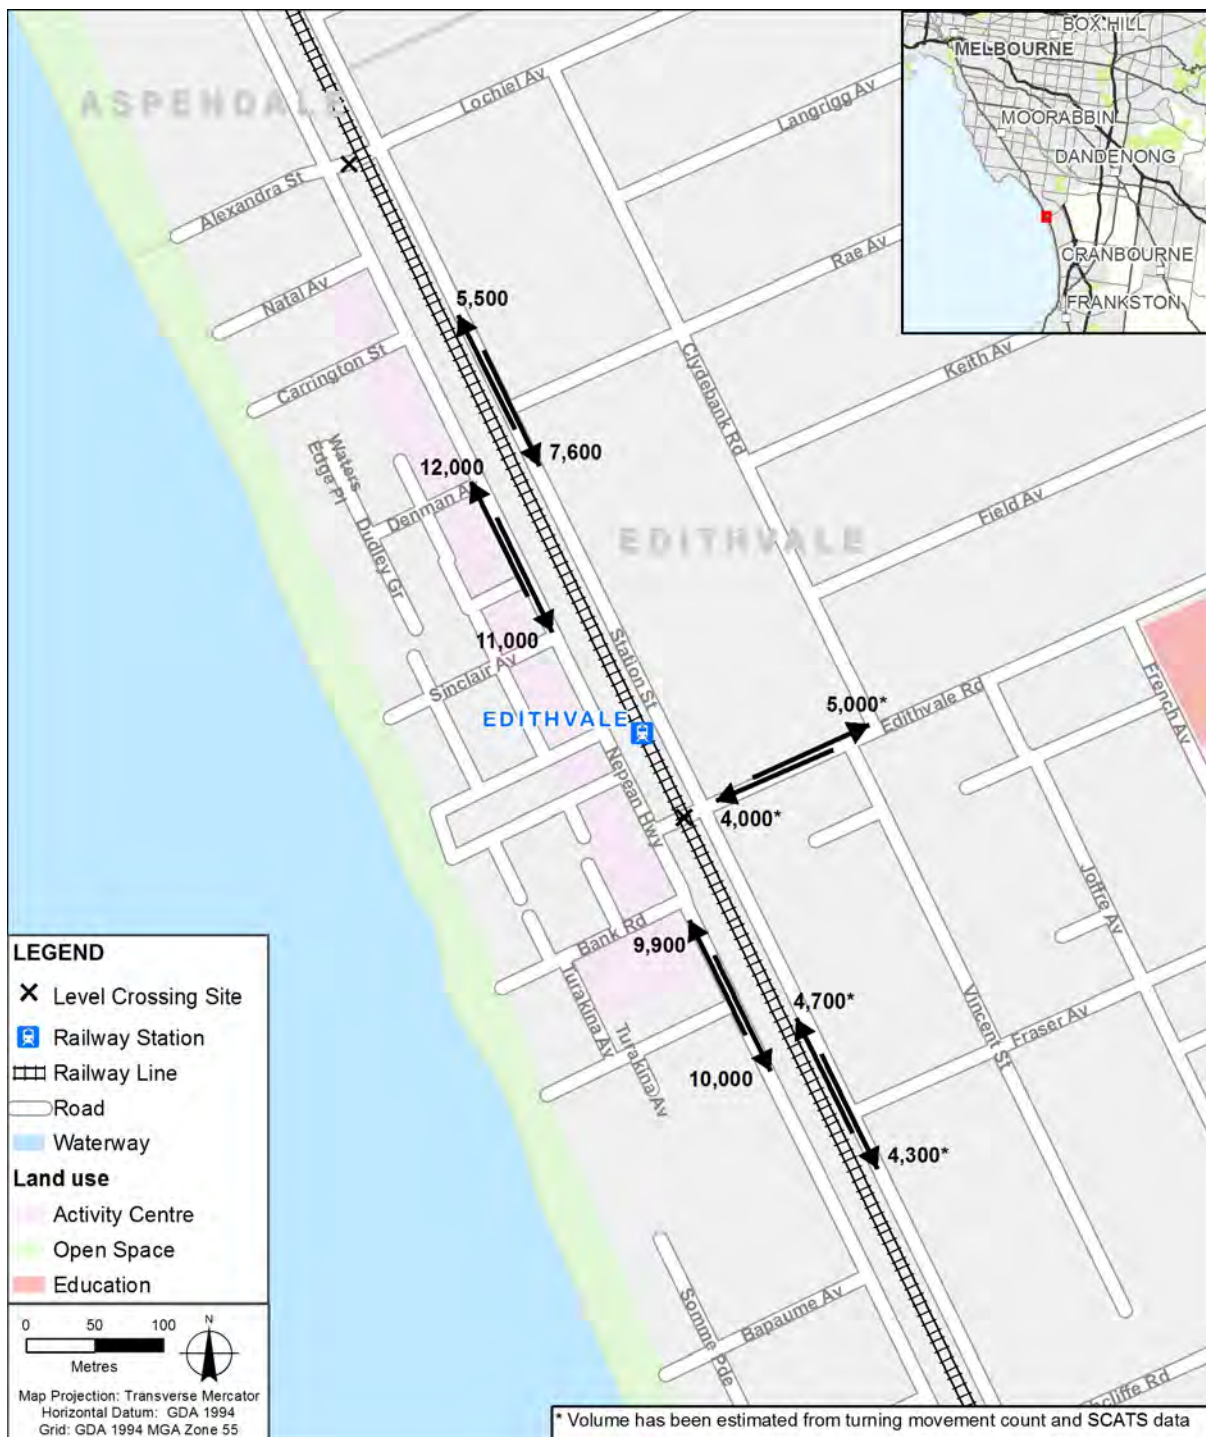 BOX HILL
MELBOURNE
MOORABBIN
DANDENONG
CRANBOURNE
FRANKSTON
ASPENDALE
Lochiel Av
Langrigg Av
Alexandra St
Rae Av
Natal Av
5,500
Carrington St
Clydebank Rd
Keith Av
7,600
Waters
Edge Pl
12,000
Denman A
Field Av
Dudley Gr
EDITHVALE
11,000
Station St
Sinclair Av
French Av
Edithvale Rd
5,000*
EDITHVALE
Nepean Hwy
4,000*
Joffre Av
Bank Rd
9,900
Turakina Av
4,700*
Vincent St
Fraser Av
Turakina Av
10,000
4,300*
Somme Pde
Bapaume Av
chcliffe Rd
LEGEND
Level Crossing Site
Railway Station
Railway Line
Road
Waterway
Land use
Activity Centre
Open Space
Education
0 50 100
Metres
N
Map Projection: Transverse Mercator
Horizontal Datum: GDA 1994
Grid: GDA 1994 MGA Zone 55
* Volume has been estimated from turning movement count and SCATS data